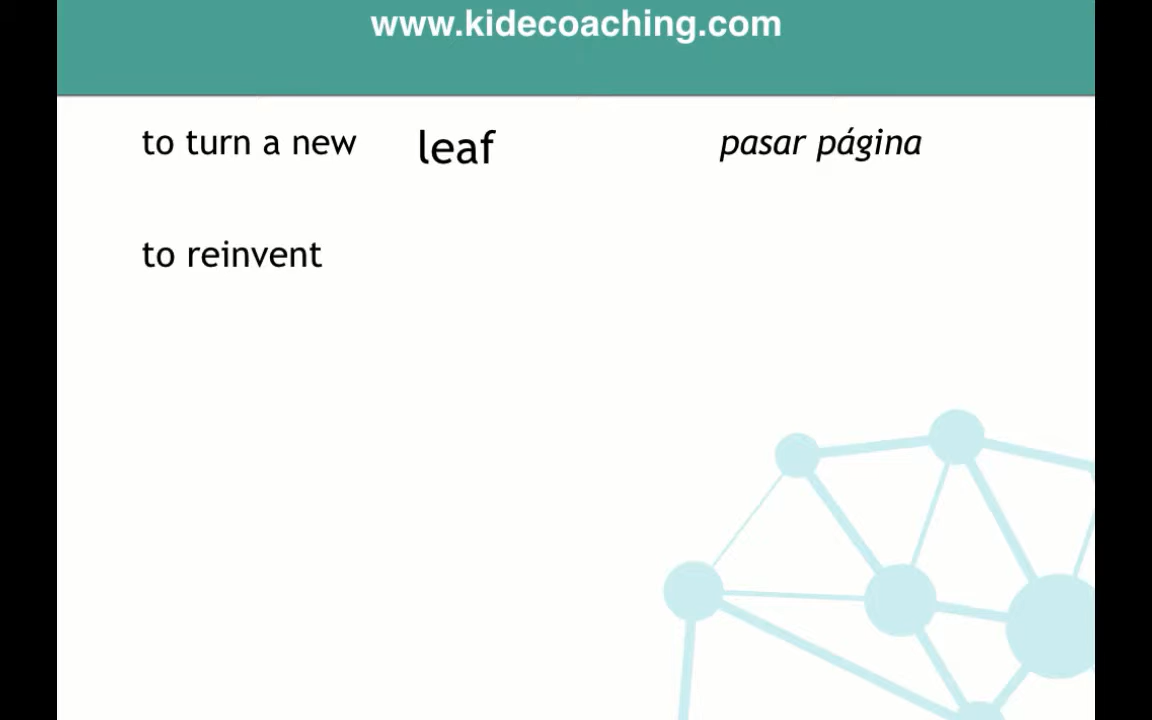 www.kidecoaching.com
to turn a new leaf pasar página
to reinvent